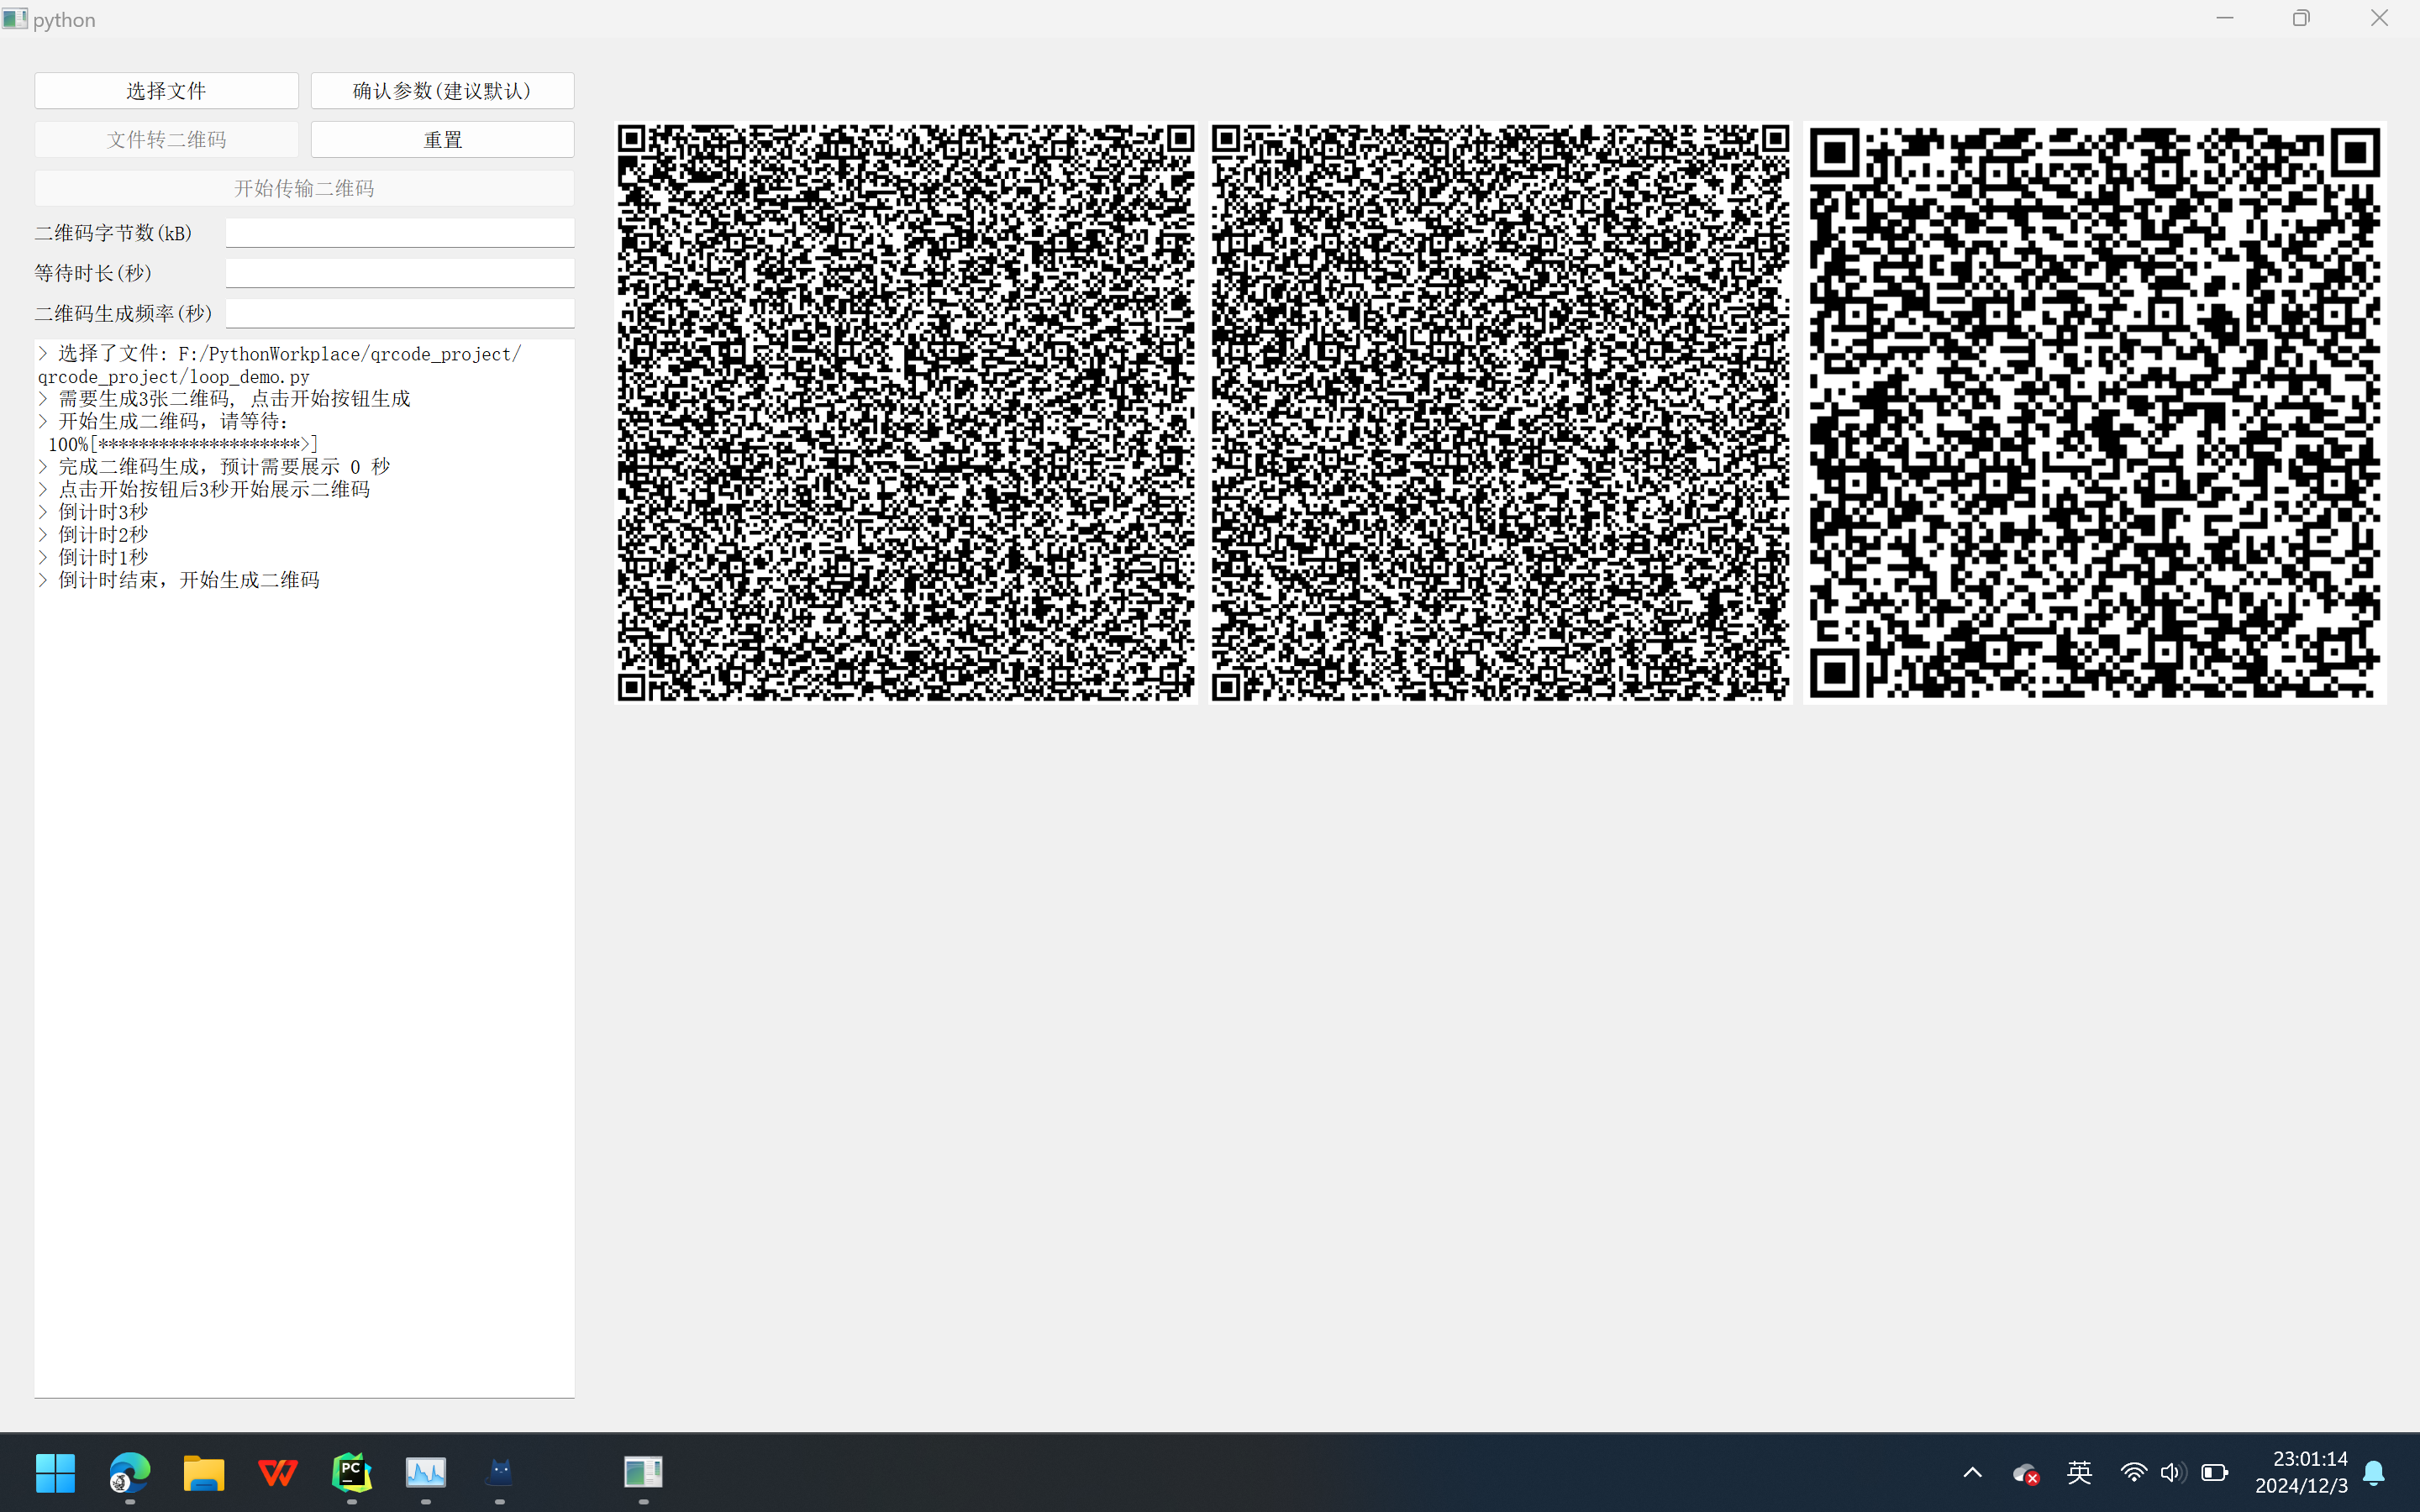 python
选择文件
确认参数(建议默认)
文件转二维码
重置
开始传输二维码
二维码字节数(kB)
等待时长(秒)
二维码生成频率(秒)
> 选择了文件: F:/PythonWorkplace/qrcode_project/
qrcode_project/loop_demo.py
> 需要生成3张二维码, 点击开始按钮生成
> 开始生成二维码，请等待:
100%[********************>]
> 完成二维码生成，预计需要展示 0 秒
> 点击开始按钮后3秒开始展示二维码
> 倒计时3秒
> 倒计时2秒
> 倒计时1秒
> 倒计时结束，开始生成二维码
PC
英
23:01:14
2024/12/3